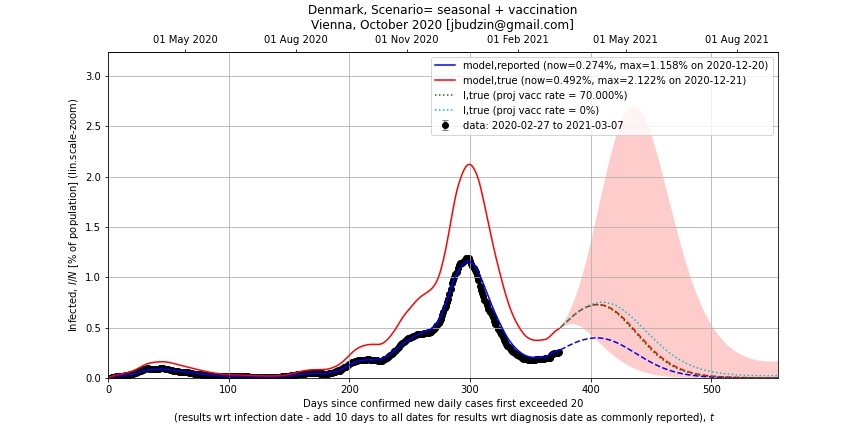 Denmark, Scenario= seasonal + vaccination
Vienna, October 2020 [jbudzin@gmail.com]
01 May 2020 01 Aug 2020 01 Nov 2020 01 Feb 2021 01 May 2021 01 Aug 2021
model,reported (now=0.274%, max=1.158% on 2020-12-20)
model,true (now=0.492%, max=2.122% on 2020-12-21)
I,true (proj vacc rate = 70.000%)
I,true (proj vacc rate = 0%)
data: 2020-02-27 to 2021-03-07
Infected, I/N [% of population] (lin.scale-zoom)
3.0
2.5
2.0
1.5
1.0
0.5
0.0
0 100 200 300 400 500
Days since confirmed new daily cases first exceeded 20
(results wrt infection date - add 10 days to all dates for results wrt diagnosis date as commonly reported), t